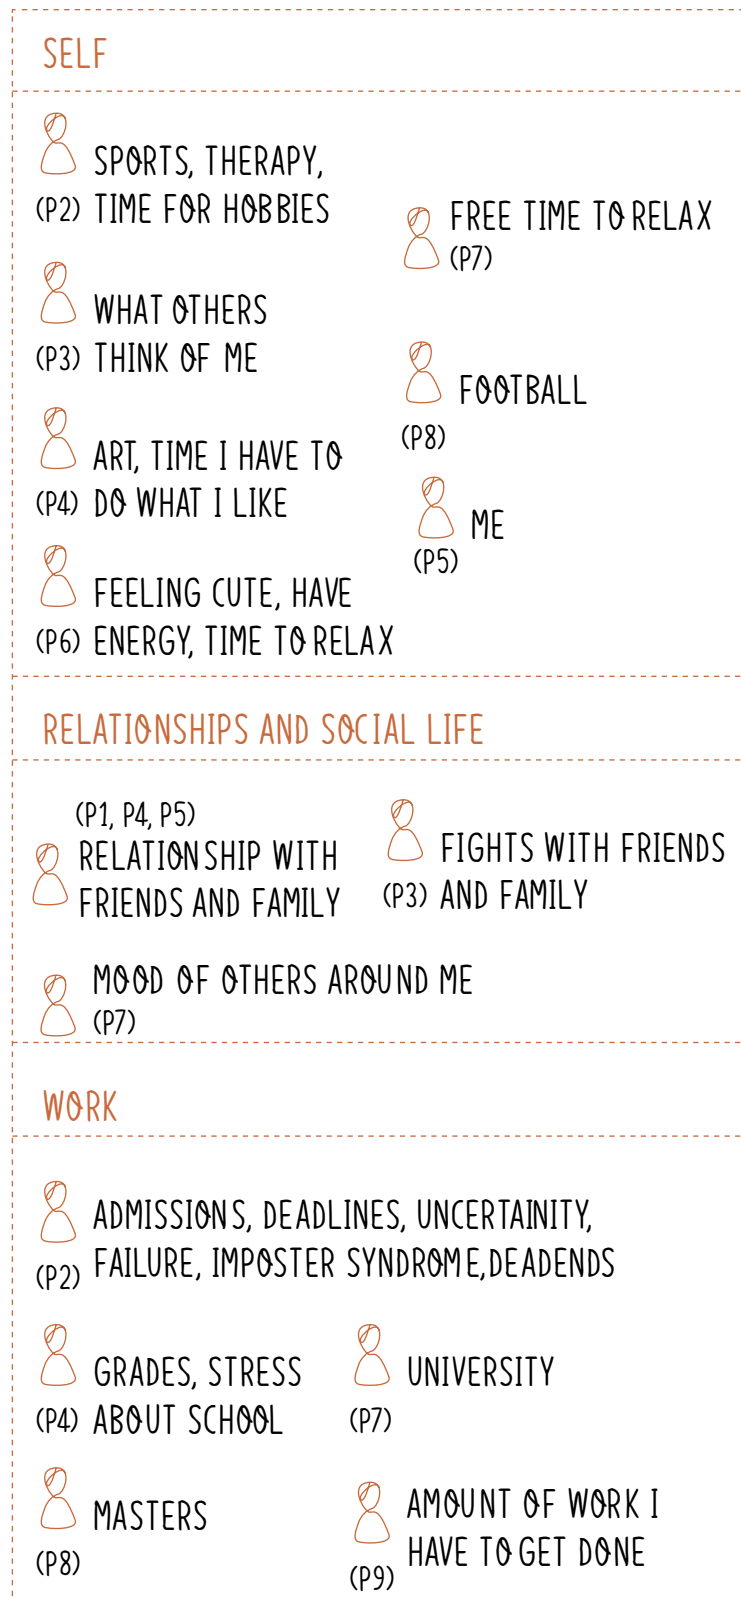 SELF
SPORTS, THERAPY,
(P2) TIME FOR HOBBIES
FREE TIME TO RELAX
(P7)
WHAT OTHERS
(P3) THINK OF ME
FOOTBALL
(P8)
ART, TIME I HAVE TO
(P4) DO WHAT I LIKE
ME
(P5)
FEELING CUTE, HAVE
(P6) ENERGY, TIME TO RELAX
RELATIONSHIPS AND SOCIAL LIFE
(P1, P4, P5)
RELATIONSHIP WITH
FRIENDS AND FAMILY
FIGHTS WITH FRIENDS
(P3) AND FAMILY
MOOD OF OTHERS AROUND ME
(P7)
WORK
ADMISSIONS, DEADLINES, UNCERTAINITY,
(P2) FAILURE, IMPOSTER SYNDROME,DEADENDS
GRADES, STRESS
(P4) ABOUT SCHOOL
UNIVERSITY
(P7)
MASTERS
(P8)
AMOUNT OF WORK I
HAVE TO GET DONE
(P9)